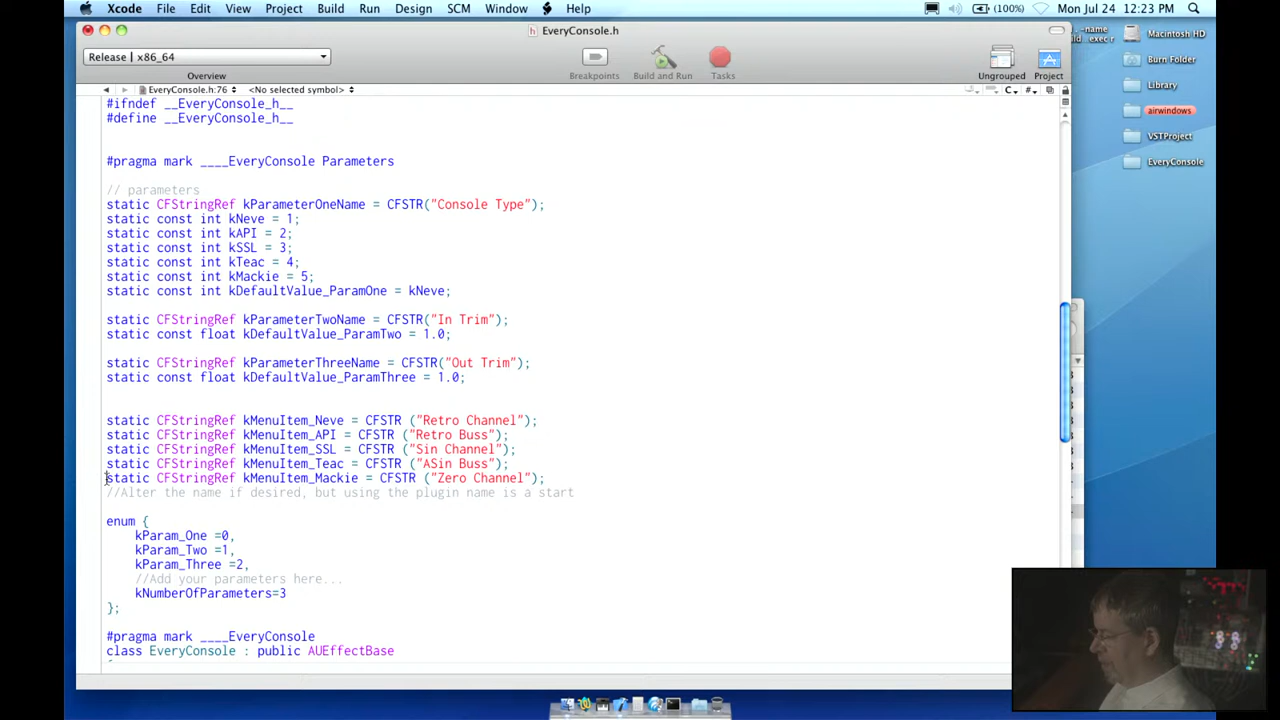 Xcode File Edit View Project Build Run Design SCM Window Help (100%) Mon Jul 24 12:23 PM
EveryConsole.h
Release | x86_64
Overview Breakpoints Build and Run Tasks Ungrouped Project
EveryConsole.h:76 <No selected symbol> C #
#ifndef __EveryConsole_h__
#define __EveryConsole_h__
#pragma mark ____EveryConsole Parameters
// parameters
static CFStringRef kParameterOneName = CFSTR("Console Type");
static const int kNeve = 1;
static const int kAPI = 2;
static const int kSSL = 3;
static const int kTeac = 4;
static const int kMackie = 5;
static const int kDefaultValue_ParamOne = kNeve;
static CFStringRef kParameterTwoName = CFSTR("In Trim");
static const float kDefaultValue_ParamTwo = 1.0;
static CFStringRef kParameterThreeName = CFSTR("Out Trim");
static const float kDefaultValue_ParamThree = 1.0;
static CFStringRef kMenuItem_Neve = CFSTR ("Retro Channel");
static CFStringRef kMenuItem_API = CFSTR ("Retro Buss");
static CFStringRef kMenuItem_SSL = CFSTR ("Sin Channel");
static CFStringRef kMenuItem_Teac = CFSTR ("ASin Buss");
static CFStringRef kMenuItem_Mackie = CFSTR ("Zero Channel");
//Alter the name if desired, but using the plugin name is a start
enum {
kParam_One =0,
kParam_Two =1,
kParam_Three =2,
//Add your parameters here...
kNumberOfParameters=3
};
#pragma mark ____EveryConsole
class EveryConsole : public AUEffectBase
Macintosh HD
Burn Folder
Library
airwindows
VSTProject
EveryConsole